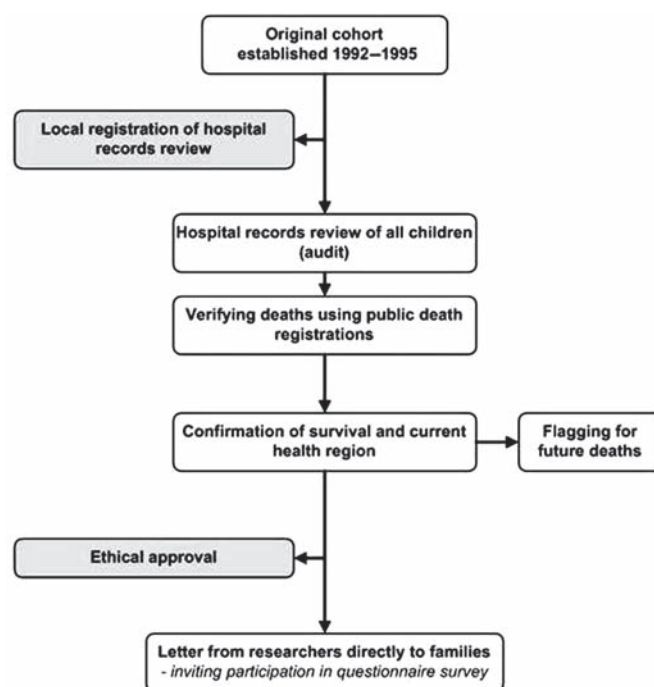 Original cohort
established 1992–1995
Local registration of hospital
records review
Hospital records review of all children
(audit)
Verifying deaths using public death
registrations
Confirmation of survival and current
health region
Flagging for
future deaths
Ethical approval
Letter from researchers directly to families
- inviting participation in questionnaire survey